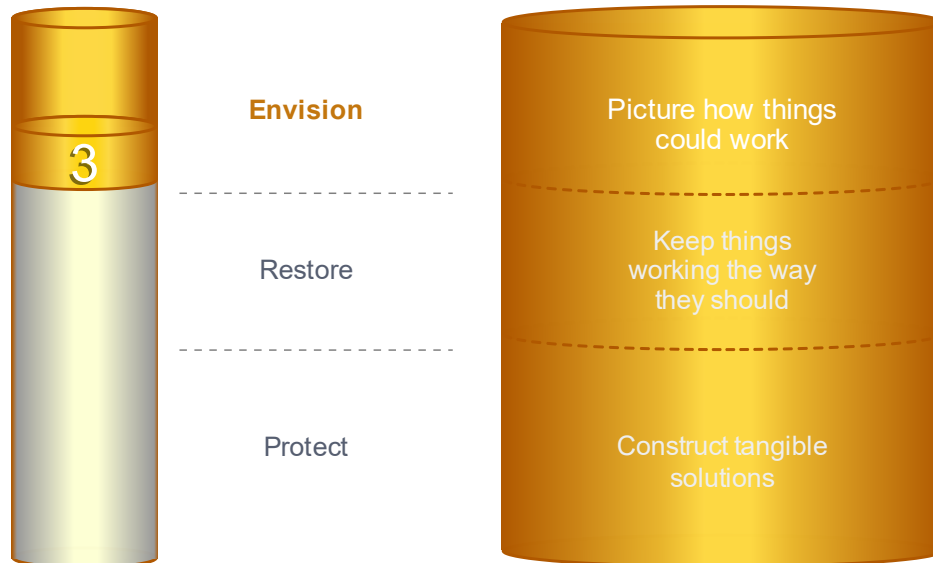 3
Envision
Picture how things
could work
Restore
Keep things
working the way
they should
Protect
Construct tangible
solutions